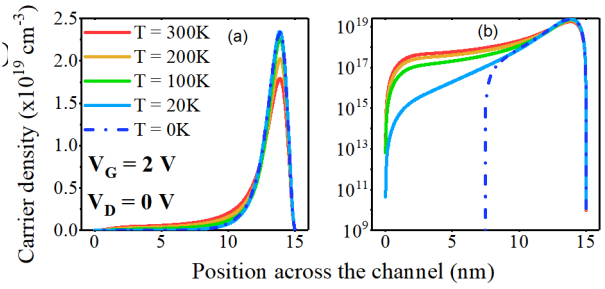 Carrier density (x10¹⁹ cm⁻³)
2.5
2.0
1.5
1.0
0.5
0.0
(a)
T = 300K
T = 200K
T = 100K
T = 20K
T = 0K
V_G = 2 V
V_D = 0 V
0 5 10 15
10¹⁹
10¹⁷
10¹⁵
10¹³
10¹¹
10⁹
(b)
0 5 10 15
Position across the channel (nm)